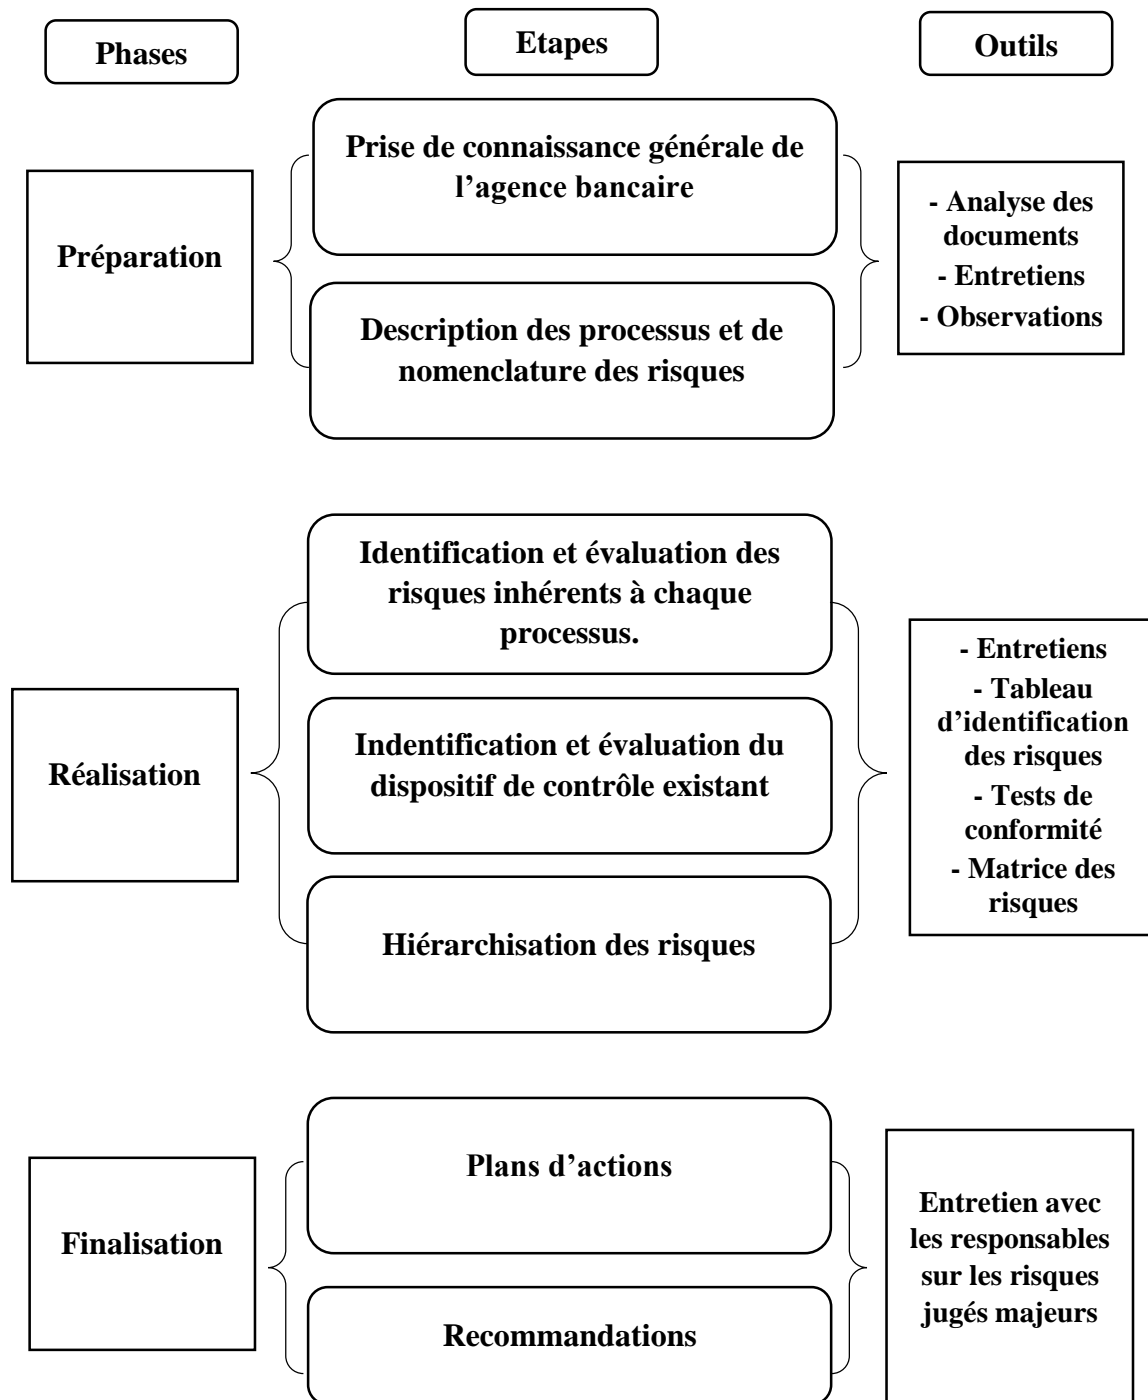 Phases
Etapes
Outils
Préparation
Prise de connaissance générale de
l’agence bancaire
Description des processus et de
nomenclature des risques
- Analyse des
documents
- Entretiens
- Observations
Réalisation
Identification et évaluation des
risques inhérents à chaque
processus.
Indentification et évaluation du
dispositif de contrôle existant
Hiérarchisation des risques
- Entretiens
- Tableau
d’identification
des risques
- Tests de
conformité
- Matrice des
risques
Finalisation
Plans d’actions
Recommandations
Entretien avec
les responsables
sur les risques
jugés majeurs